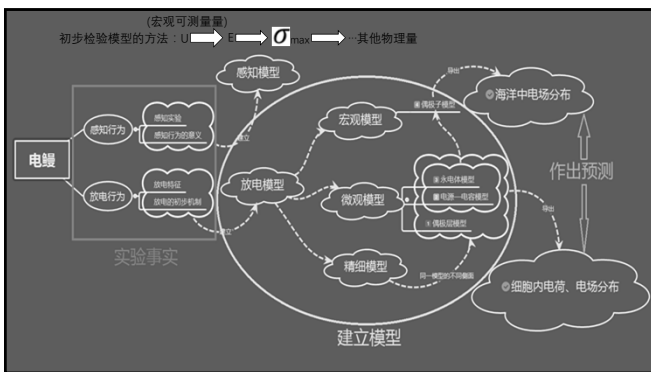 (宏观可测量量)
初步检验模型的方法：U E σmax …其他物理量
感知模型
海洋中电场分布
导出
偶极子模型
宏观模型
感知实验
感知行为
感知行为的意义
建立
作出预测
电鳗
永电体模型
放电特征
放电模型
微观模型
电源—电容模型
放电行为
放电的初步机制
导出
偶极层模型
建立
实验事实
精细模型
同一模型的不同侧面
细胞内电荷、电场分布
建立模型